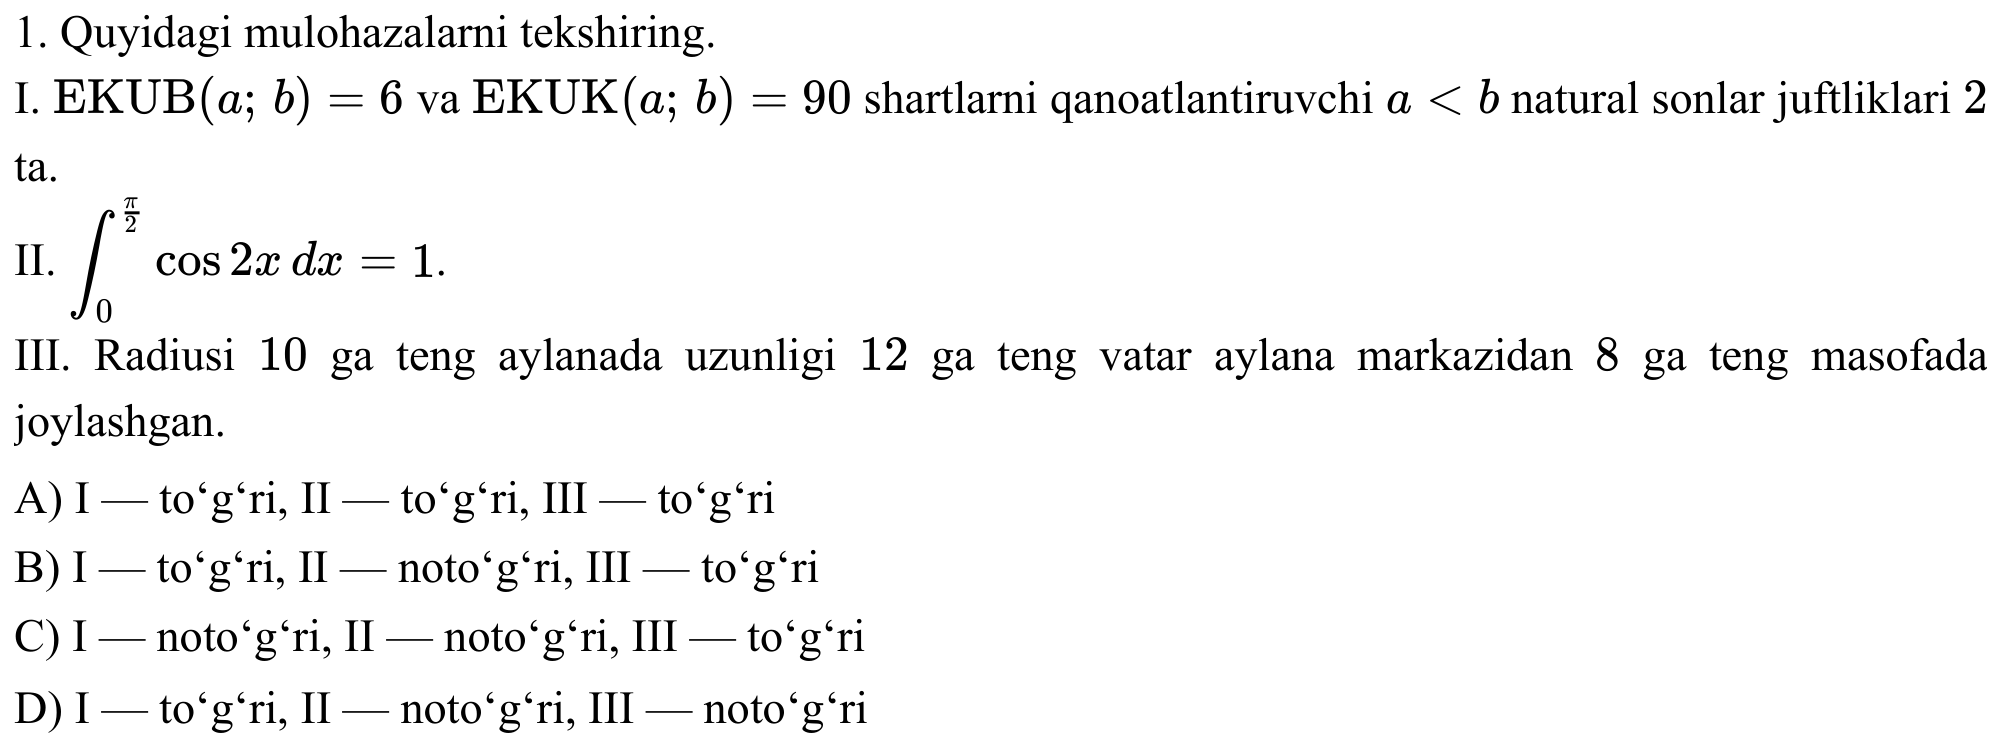 1. Quyidagi mulohazalarni tekshiring.
I. EKUB(a; b) = 6 va EKUK(a; b) = 90 shartlarni qanoatlantiruvchi a < b natural sonlar juftliklari 2
ta.
II. ∫₀^{π/2} cos 2x dx = 1.
III. Radiusi 10 ga teng aylanada uzunligi 12 ga teng vatar aylana markazidan 8 ga teng masofada
joylashgan.
A) I — to‘g‘ri, II — to‘g‘ri, III — to‘g‘ri
B) I — to‘g‘ri, II — noto‘g‘ri, III — to‘g‘ri
C) I — noto‘g‘ri, II — noto‘g‘ri, III — to‘g‘ri
D) I — to‘g‘ri, II — noto‘g‘ri, III — noto‘g‘ri